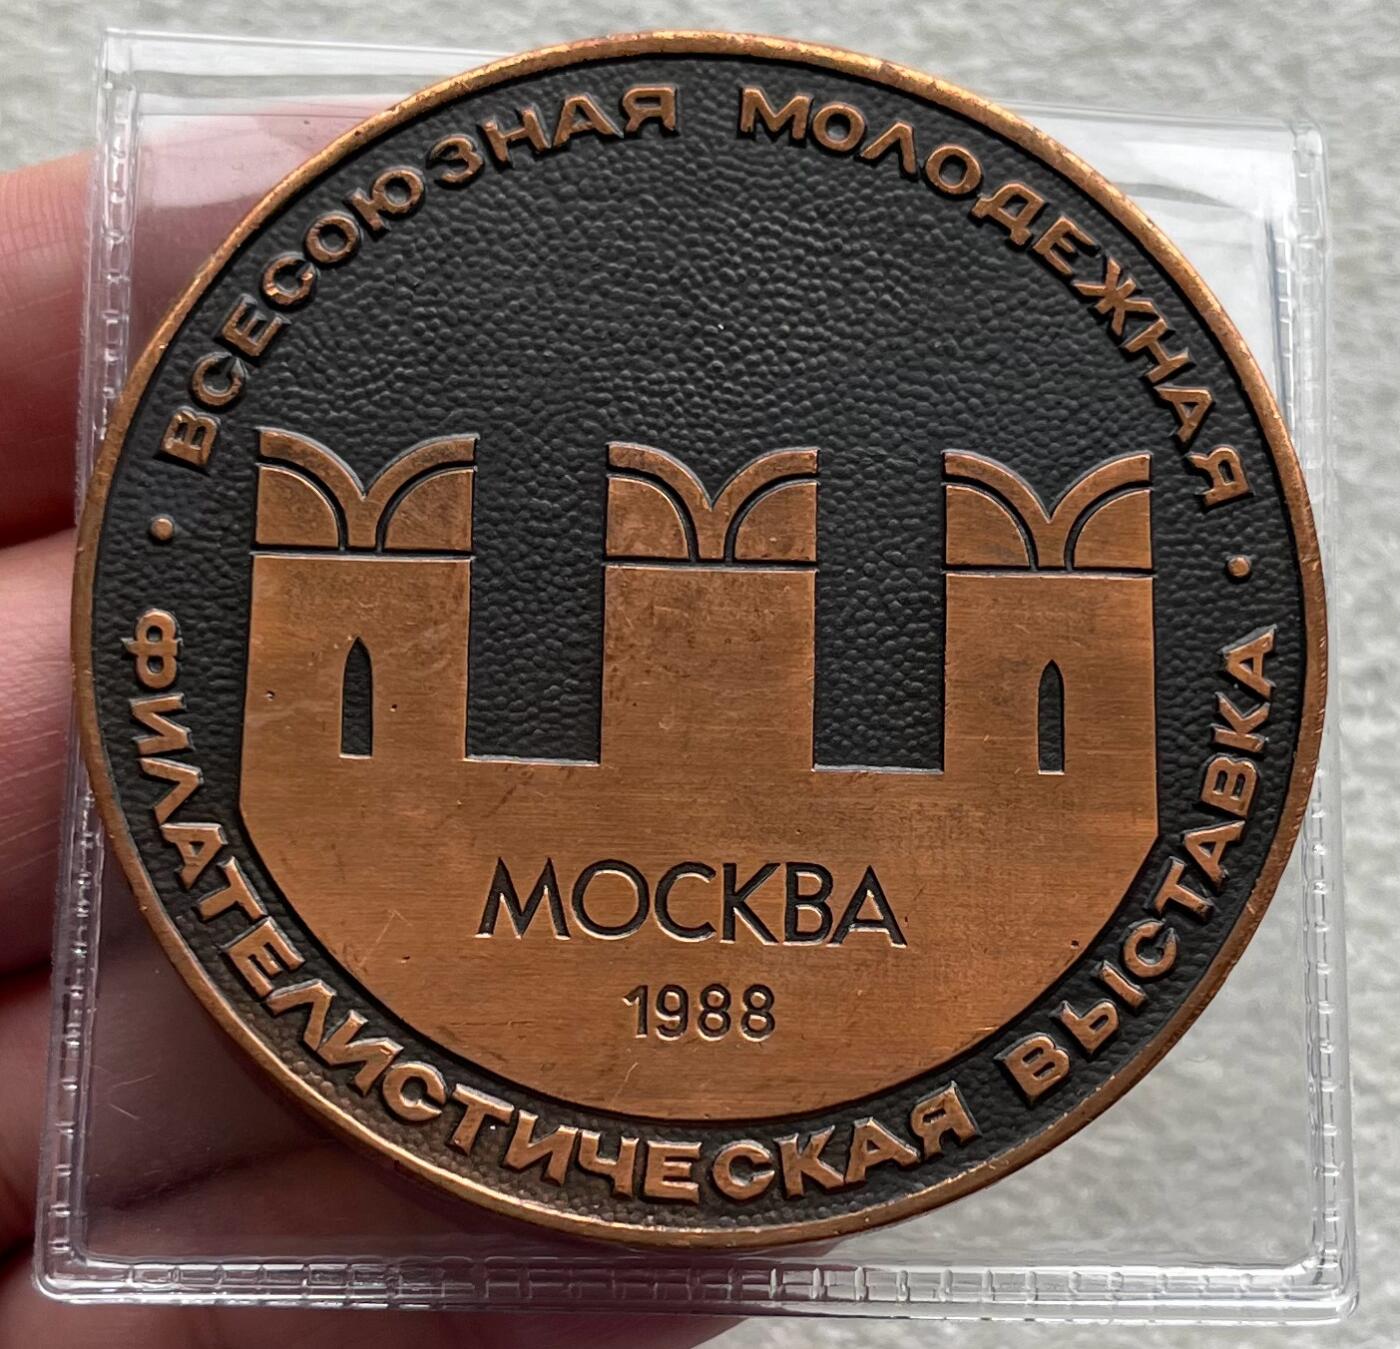 ВСЕСОЮЗНАЯ МОЛОДЕЖНАЯ
ФИЛАТЕЛИСТИЧЕСКАЯ ВЫСТАВКА
МОСКВА
1988